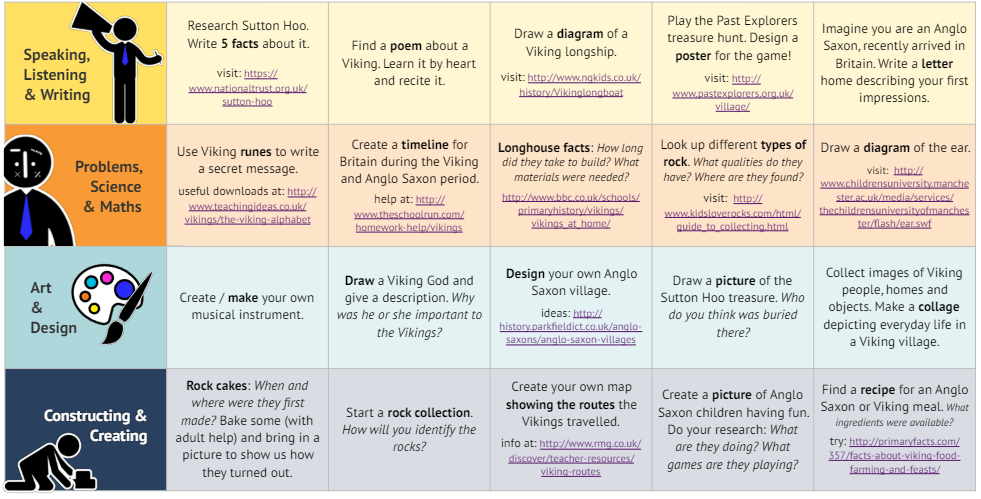 Speaking,
Listening
& Writing
Research Sutton Hoo.
Write 5 facts about it.
visit: https://
www.nationaltrust.org.uk/
sutton-hoo
Find a poem about a
Viking. Learn it by heart
and recite it.
Draw a diagram of a
Viking longship.
visit: http://www.ngkids.co.uk/
history/Vikinglongboat
Play the Past Explorers
treasure hunt. Design a
poster for the game!
visit: http://
www.pastexplorers.org.uk/
village/
Imagine you are an Anglo
Saxon, recently arrived in
Britain. Write a letter
home describing your first
impressions.
Problems,
Science
& Maths
Use Viking runes to write
a secret message.
useful downloads at: http://
www.teachingideas.co.uk/
vikings/the-viking-alphabet
Create a timeline for
Britain during the Viking
and Anglo Saxon period.
help at: http://
www.theschoolrun.com/
homework-help/vikings
Longhouse facts: How long
did they take to build? What
materials were needed?
http://www.bbc.co.uk/schools/
primaryhistory/vikings/
vikings_at_home/
Look up different types of
rock. What qualities do they
have? Where are they found?
visit: http://
www.kidsloverocks.com/html/
guide_to_collecting.html
Draw a diagram of the ear.
visit: http://
www.childrensuniversity.manche
ster.ac.uk/media/services/
thechildrensuniversityofmanches
ter/flash/ear.swf
Art
&
Design
Create / make your own
musical instrument.
Draw a Viking God and
give a description. Why
was he or she important to
the Vikings?
Design your own Anglo
Saxon village.
ideas: http://
history.parkfieldict.co.uk/anglo-
saxons/anglo-saxon-villages
Draw a picture of the
Sutton Hoo treasure. Who
do you think was buried
there?
Collect images of Viking
people, homes and
objects. Make a collage
depicting everyday life in
a Viking village.
Constructing &
Creating
Rock cakes: When and
where were they first
made? Bake some (with
adult help) and bring in a
picture to show us how
they turned out.
Start a rock collection.
How will you identify the
rocks?
Create your own map
showing the routes the
Vikings travelled.
info at: http://www.rmg.co.uk/
discover/teacher-resources/
viking-routes
Create a picture of Anglo
Saxon children having fun.
Do your research: What
are they doing? What
games are they playing?
Find a recipe for an Anglo
Saxon or Viking meal. What
ingredients were available?
try: http://primaryfacts.com/
357/facts-about-viking-food-
farming-and-feasts/